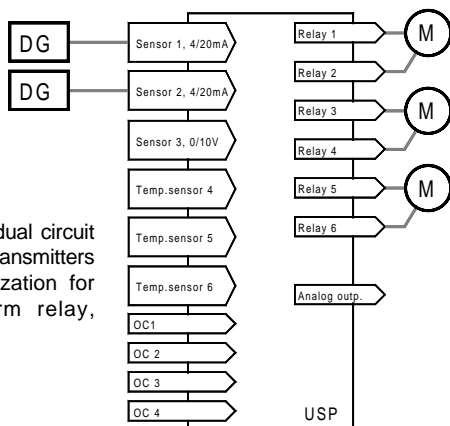 DG
DG
Sensor 1, 4/20mA
Sensor 2, 4/20mA
Sensor 3, 0/10V
Temp.sensor 4
Temp.sensor 5
Temp.sensor 6
OC1
OC 2
OC 3
OC 4
Relay 1
Relay 2
Relay 3
Relay 4
Relay 5
Relay 6
Analog outp.
USP
M
M
M
dual circuit
ransmitters
ization for
rm relay,